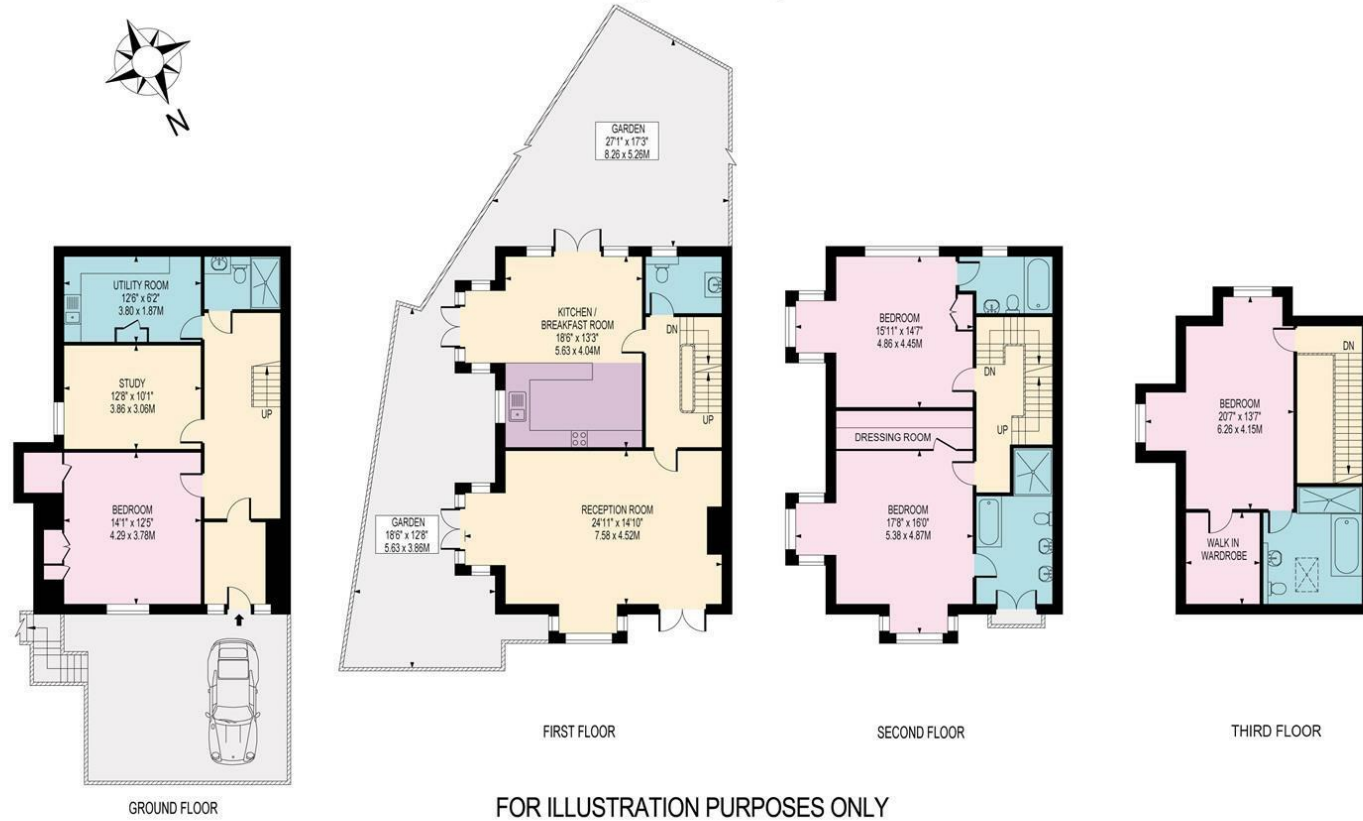 N
GARDEN
27'1" x 17'3"
8.26 x 5.26M
UTILITY ROOM
12'6" x 6'2"
3.80 x 1.87M
STUDY
12'8" x 10'1"
3.86 x 3.06M
UP
BEDROOM
14'1" x 12'5"
4.29 x 3.78M
GROUND FLOOR
KITCHEN /
BREAKFAST ROOM
18'6" x 13'3"
5.63 x 4.04M
DN
UP
RECEPTION ROOM
24'11" x 14'10"
7.58 x 4.52M
GARDEN
18'6" x 12'8"
5.63 x 3.86M
FIRST FLOOR
BEDROOM
15'11" x 14'7"
4.86 x 4.45M
DN
UP
DRESSING ROOM
BEDROOM
17'8" x 16'0"
5.38 x 4.87M
SECOND FLOOR
DN
BEDROOM
20'7" x 13'7"
6.26 x 4.15M
WALK IN
WARDROBE
THIRD FLOOR
FOR ILLUSTRATION PURPOSES ONLY